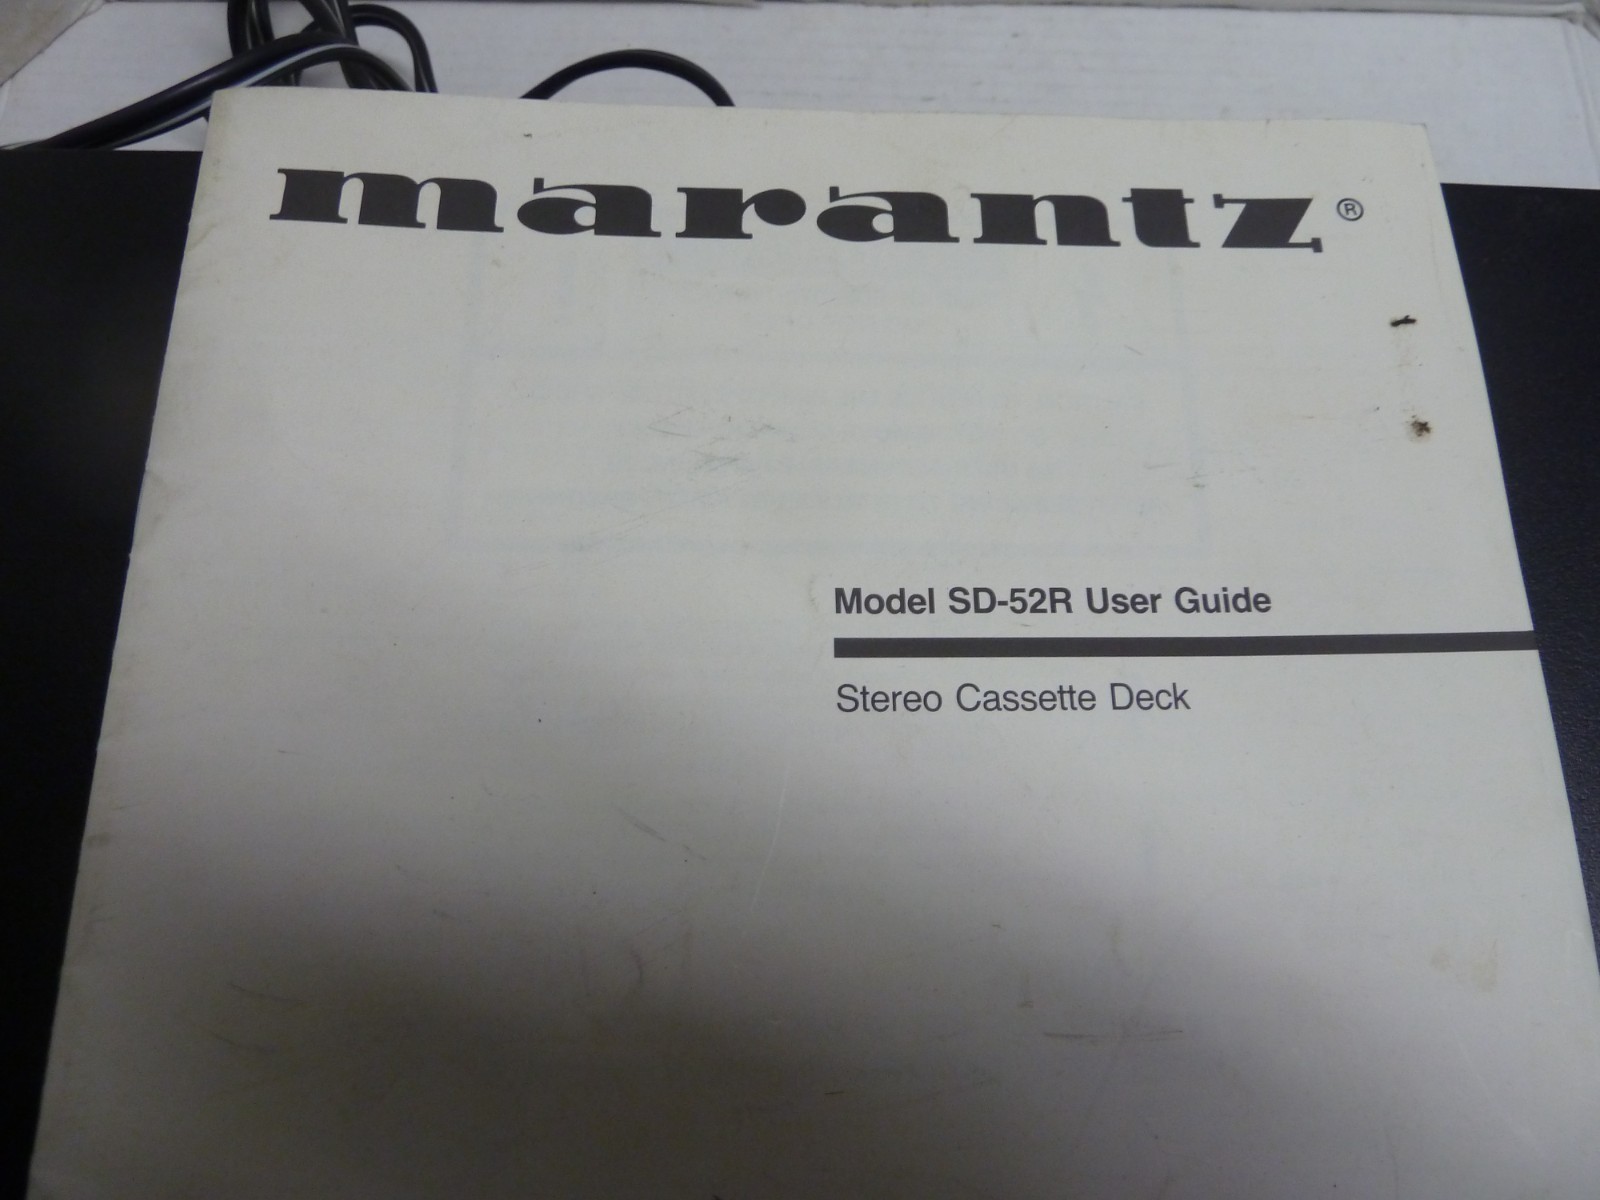 marantz®
Model SD-52R User Guide
Stereo Cassette Deck